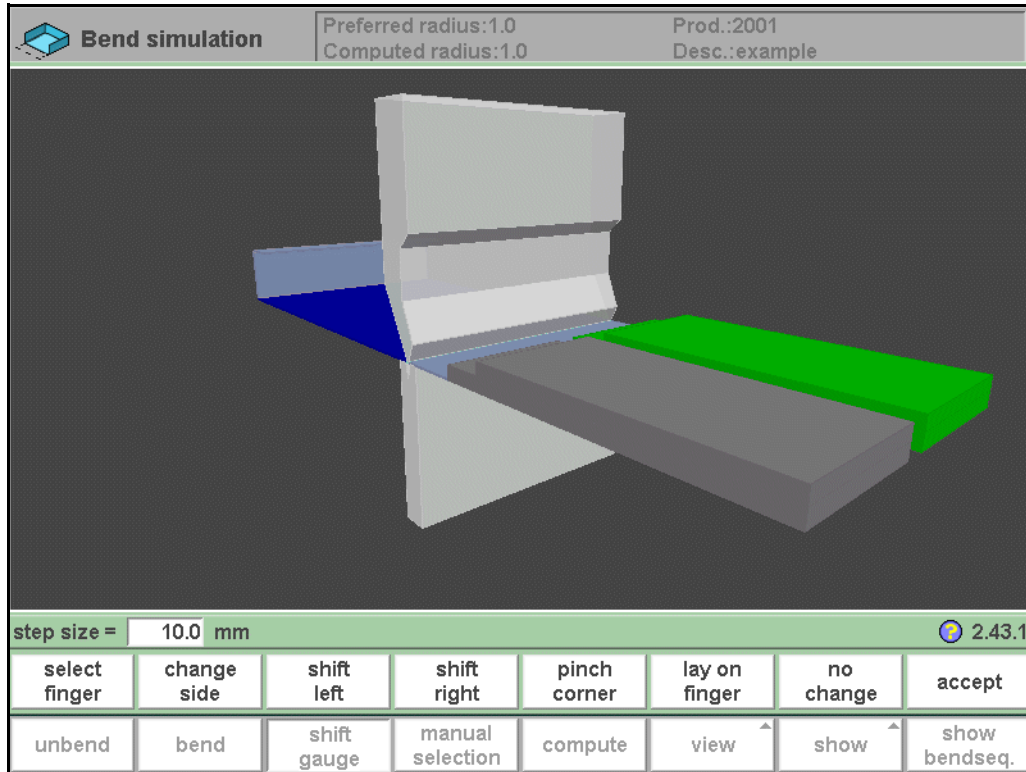 Bend simulation
Preferred radius:1.0
Prod.:2001
Computed radius:1.0
Desc.:example
step size = 10.0 mm
? 2.43.1
select
finger
change
side
shift
left
shift
right
pinch
corner
lay on
finger
no
change
accept
unbend
bend
shift
gauge
manual
selection
compute
view
show
show
bendseq.